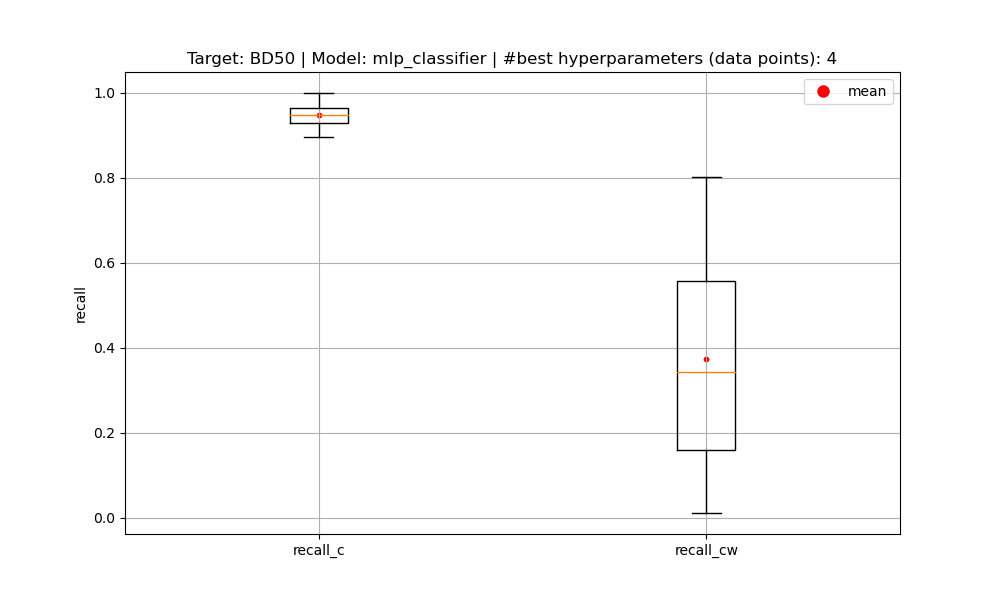 Target: BD50 | Model: mlp_classifier | #best hyperparameters (data points): 4
mean
1.0
0.8
0.6
0.4
0.2
0.0
recall
recall_c
recall_cw